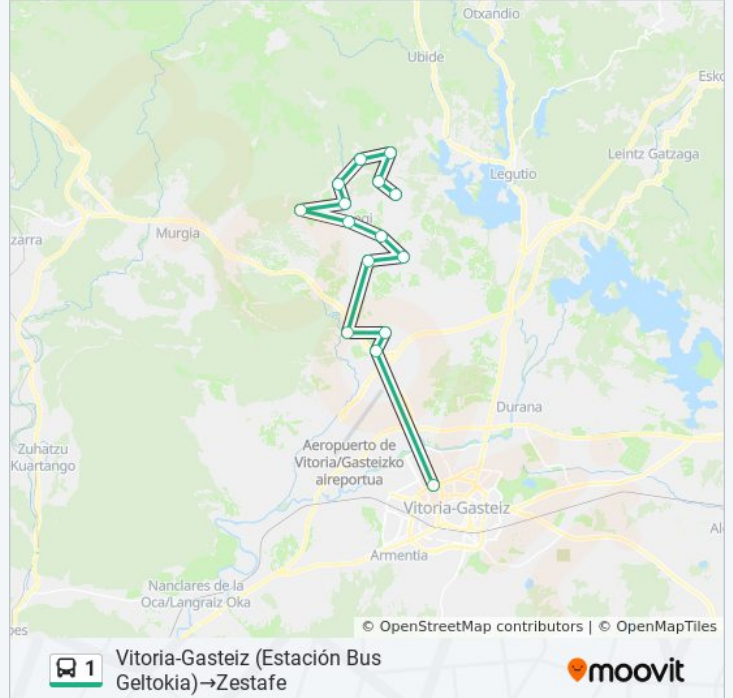 Otxandio
Ubide
Esko
Leintz Gatzaga
Legutio
zarra
Murgia
Durana
Zuhatzu
Kuartango
Aeropuerto de
Vitoria/Gasteizko
aireportua
Vitoria-Gasteiz
Armentia
Nanclares de la
Oca/Langraiz Oka
© OpenStreetMap contributors | © OpenMapTiles
1
Vitoria-Gasteiz (Estación Bus
Geltokia)→Zestafe
moovit